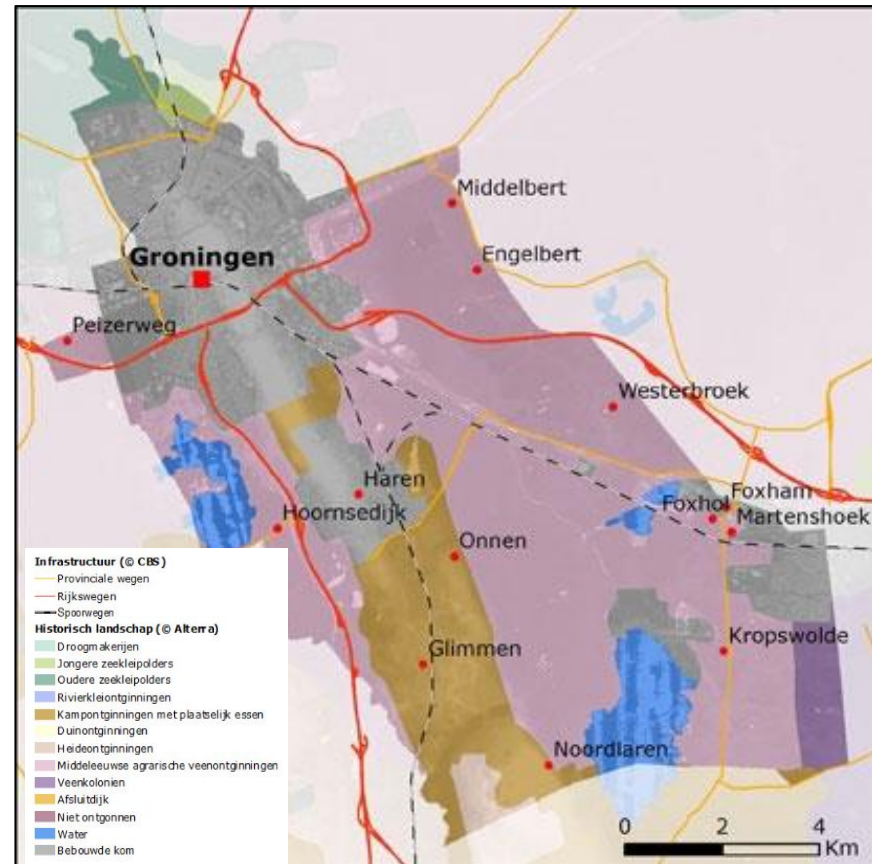 Middelbert
Engelbert
Groningen
Peizerweg
Westerbroek
Haren
Foxham
Foxhol
Martenshoek
Hoornsedijk
Onnen
Kropswolde
Glimmen
Noordlaren
Infrastructuur (© CBS)
Provinciale wegen
Rijkswegen
Spoorwegen
Historisch landschap (© Alterra)
Droogmakerijen
Jongere zeekleipolders
Oudere zeekleipolders
Rivierkleiontginningen
Kampontginningen met plaatselijk essen
Duinontginningen
Heideontginningen
Middeleeuwse agrarische veenontginningen
Veenkolonien
Afsluitdijk
Niet ontgonnen
Water
Bebouwde kom
0 2 4
Km